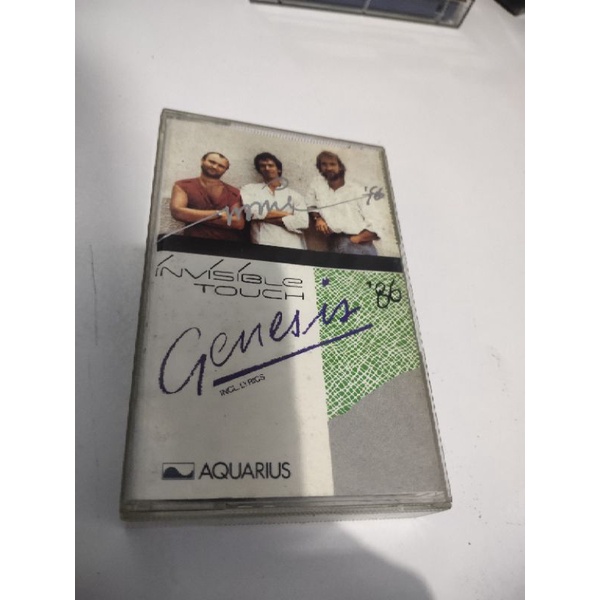 '86
INVISIBLE
TOUCH
'86
Genesis
INCL. LYRICS
AQUARIUS